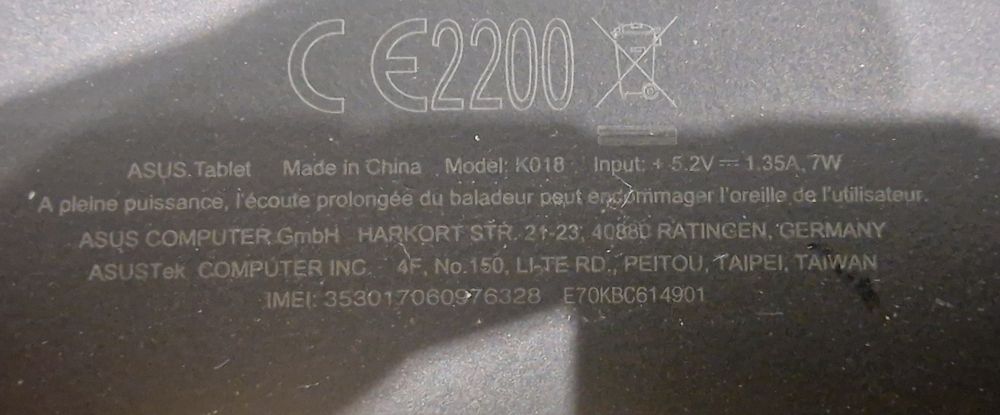 CE2200
ASUS Tablet Made in China Model: K018 Input: + 5.2V⎓1.35A, 7W
A pleine puissance, l'écoute prolongée du baladeur peut encommager l'oreille de l'utilisateur.
ASUS COMPUTER GmbH HARKORT STR. 21-23, 40880 RATINGEN, GERMANY
ASUSTek COMPUTER INC. 4F, No.150, LI-TE RD., PEITOU, TAIPEI, TAIWAN
IMEI: 353017060976328 E70KBC614901